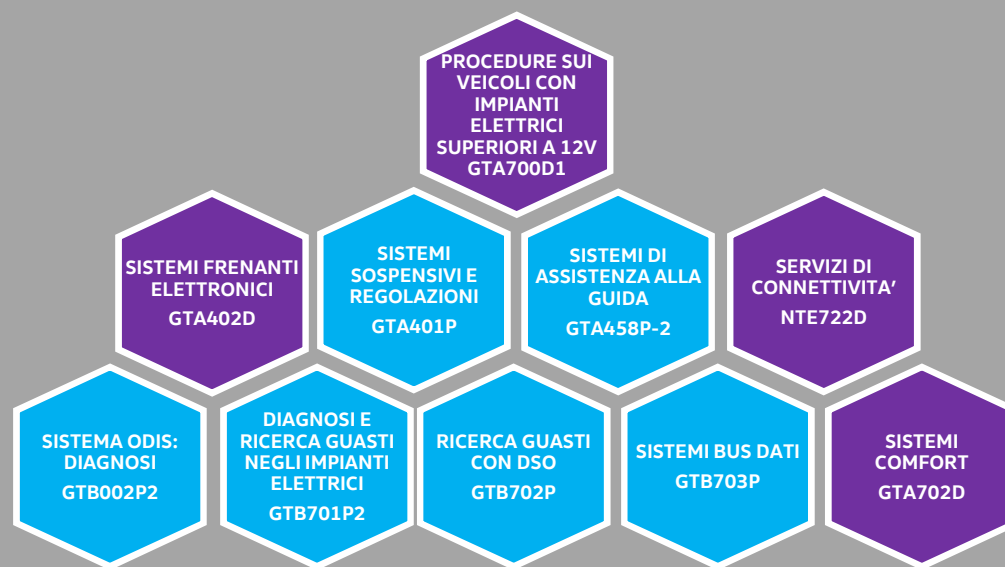 PROCEDURE SUI
VEICOLI CON
IMPIANTI
ELETTRICI
SUPERIORI A 12V
GTA700D1
SISTEMI FRENANTI
ELETTRONICI
GTA402D
SISTEMI
SOSPENSIVI E
REGOLAZIONI
GTA401P
SISTEMI DI
ASSISTENZA ALLA
GUIDA
GTA458P-2
SERVIZI DI
CONNETTIVITA’
NTE722D
SISTEMA ODIS:
DIAGNOSI
GTB002P2
DIAGNOSI E
RICERCA GUASTI
NEGLI IMPIANTI
ELETTRICI
GTB701P2
RICERCA GUASTI
CON DSO
GTB702P
SISTEMI BUS DATI
GTB703P
SISTEMI
COMFORT
GTA702D